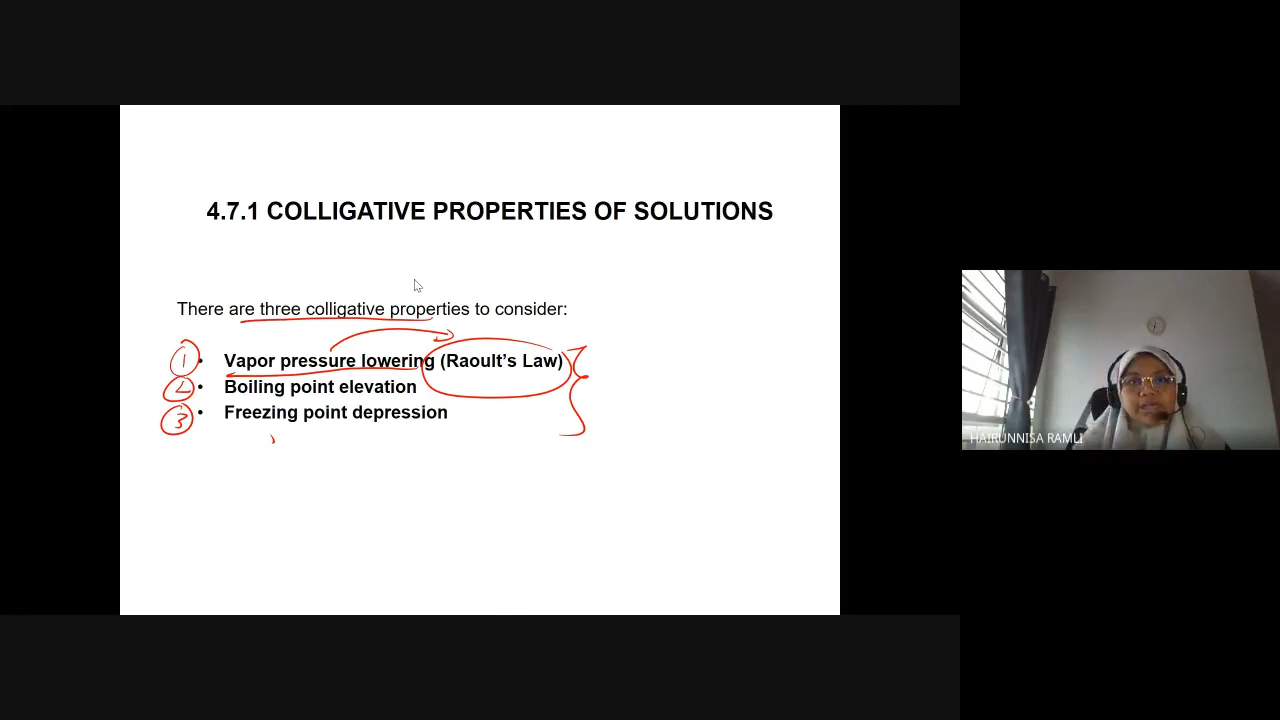 4.7.1 COLLIGATIVE PROPERTIES OF SOLUTIONS
There are three colligative properties to consider:
1 • Vapor pressure lowering (Raoult's Law)
2 • Boiling point elevation
3 • Freezing point depression
HAIRUNNISA RAMLI